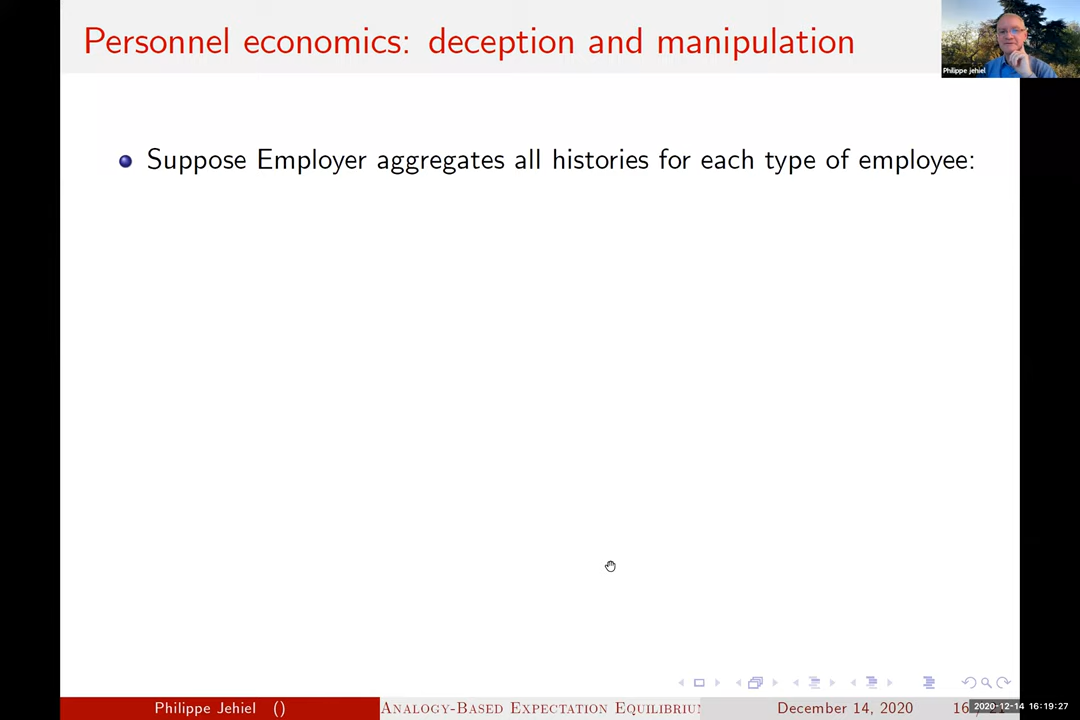 Personnel economics: deception and manipulation
Philippe jehiel
Suppose Employer aggregates all histories for each type of employee:
Philippe Jehiel () Analogy-Based Expectation Equilibrium December 14, 2020 16
2020-12-14 16:19:27